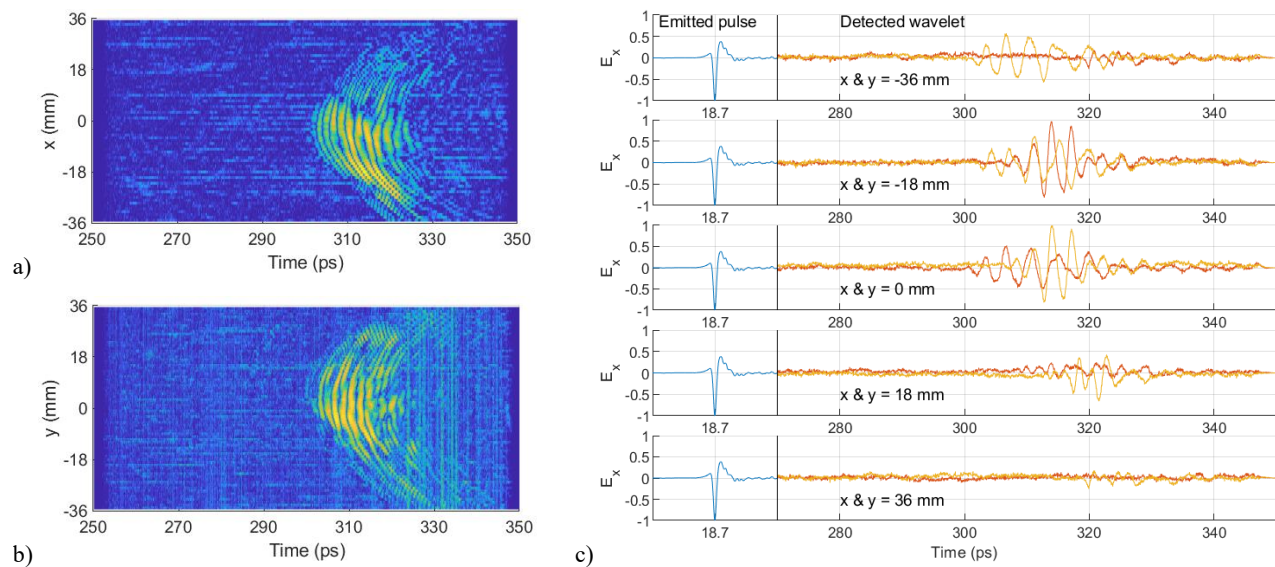 a)
x (mm)
36
18
0
-18
-36
250 270 290 310 330 350
Time (ps)
b)
y (mm)
36
18
0
-18
-36
250 270 290 310 330 350
Time (ps)
c)
Emitted pulse Detected wavelet
E_x
1
0.5
0
-0.5
-1
x & y = -36 mm
18.7 280 300 320 340
E_x
1
0.5
0
-0.5
-1
x & y = -18 mm
18.7 280 300 320 340
E_x
1
0.5
0
-0.5
-1
x & y = 0 mm
18.7 280 300 320 340
E_x
1
0.5
0
-0.5
-1
x & y = 18 mm
18.7 280 300 320 340
E_x
1
0.5
0
-0.5
-1
x & y = 36 mm
18.7 280 300 320 340
Time (ps)